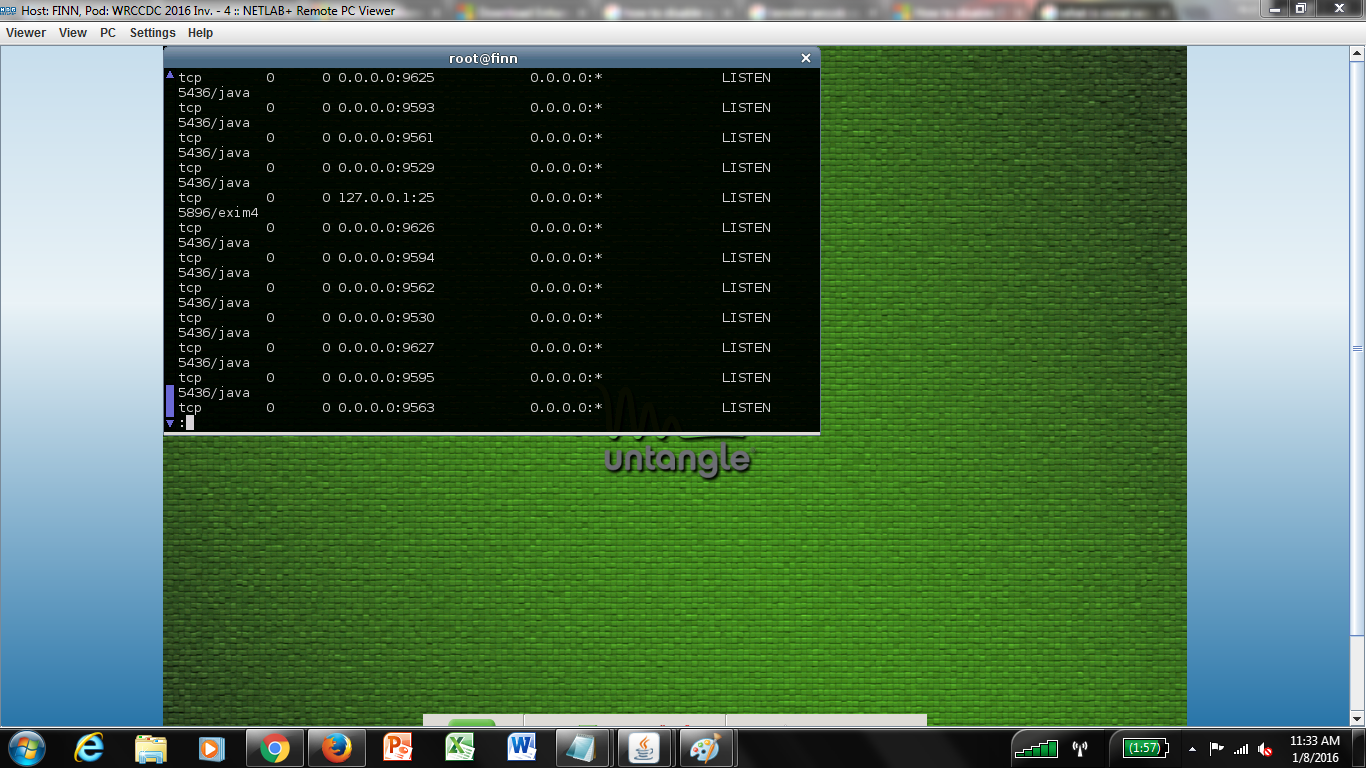 Host: FINN, Pod: WRCCDC 2016 Inv. - 4 :: NETLAB+ Remote PC Viewer
Viewer View PC Settings Help
root@finn
tcp 0 0 0.0.0.0:9625 0.0.0.0:* LISTEN
5436/java
tcp 0 0 0.0.0.0:9593 0.0.0.0:* LISTEN
5436/java
tcp 0 0 0.0.0.0:9561 0.0.0.0:* LISTEN
5436/java
tcp 0 0 0.0.0.0:9529 0.0.0.0:* LISTEN
5436/java
tcp 0 0 127.0.0.1:25 0.0.0.0:* LISTEN
5896/exim4
tcp 0 0 0.0.0.0:9626 0.0.0.0:* LISTEN
5436/java
tcp 0 0 0.0.0.0:9594 0.0.0.0:* LISTEN
5436/java
tcp 0 0 0.0.0.0:9562 0.0.0.0:* LISTEN
5436/java
tcp 0 0 0.0.0.0:9530 0.0.0.0:* LISTEN
5436/java
tcp 0 0 0.0.0.0:9627 0.0.0.0:* LISTEN
5436/java
tcp 0 0 0.0.0.0:9595 0.0.0.0:* LISTEN
5436/java
tcp 0 0 0.0.0.0:9563 0.0.0.0:* LISTEN
:
untangle
(1:57)
11:33 AM
1/8/2016